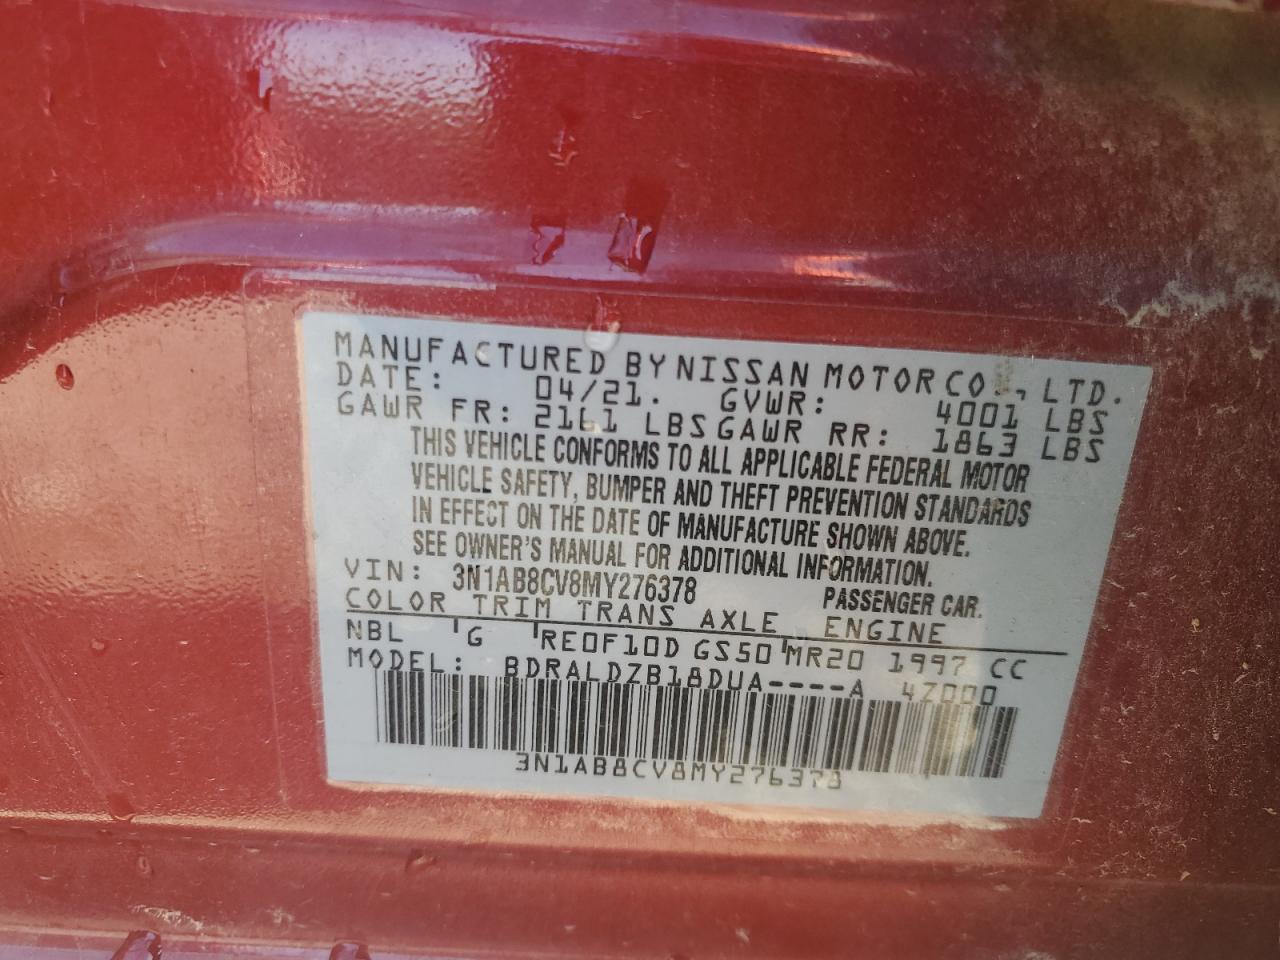 MANUFACTURED BY NISSAN MOTOR CO., LTD.
DATE: 04/21. GVWR: 4001 LBS
GAWR FR: 2161 LBS GAWR RR: 1863 LBS
THIS VEHICLE CONFORMS TO ALL APPLICABLE FEDERAL MOTOR
VEHICLE SAFETY, BUMPER AND THEFT PREVENTION STANDARDS
IN EFFECT ON THE DATE OF MANUFACTURE SHOWN ABOVE.
SEE OWNER'S MANUAL FOR ADDITIONAL INFORMATION.
VIN: 3N1AB8CV8MY276378 PASSENGER CAR.
COLOR TRIM TRANS AXLE ENGINE
NBL G RE0F10D GS50 MR20 1997 CC
MODEL: BDRALDZB18DUA----A 4Z000
3N1AB8CV8MY276378